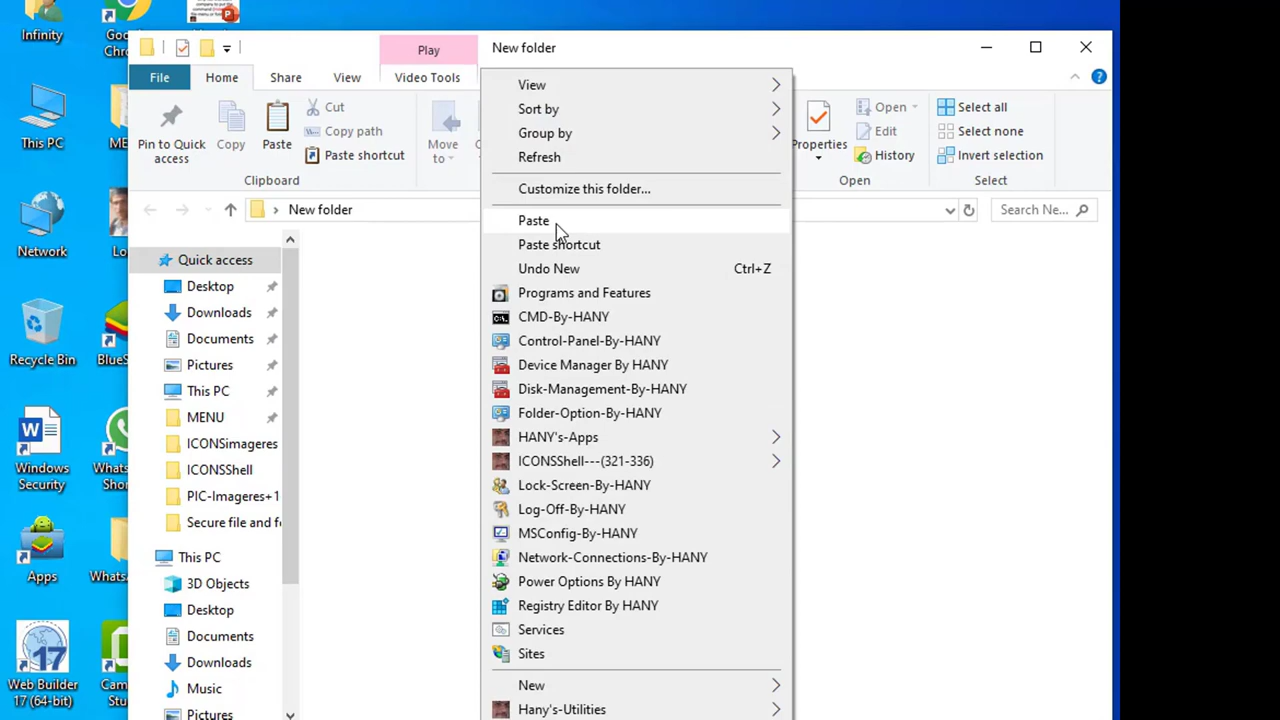 Infinity
This PC
Network
Recycle Bin
Windows
Security
Apps
Web Builder
17 (64-bit)
Play
New folder
File
Home
Share
View
Video Tools
Pin to Quick
access
Copy
Paste
Cut
Copy path
Paste shortcut
Clipboard
Move
to
Properties
Open
Edit
History
Open
Select all
Select none
Invert selection
Select
New folder
Search Ne...
Quick access
Desktop
Downloads
Documents
Pictures
This PC
MENU
ICONSimageres
ICONSShell
PIC-Imageres+1
Secure file and f
This PC
3D Objects
Desktop
Documents
Downloads
Music
Pictures
View
Sort by
Group by
Refresh
Customize this folder...
Paste
Paste shortcut
Undo New Ctrl+Z
Programs and Features
CMD-By-HANY
Control-Panel-By-HANY
Device Manager By HANY
Disk-Management-By-HANY
Folder-Option-By-HANY
HANY's-Apps
ICONSShell---(321-336)
Lock-Screen-By-HANY
Log-Off-By-HANY
MSConfig-By-HANY
Network-Connections-By-HANY
Power Options By HANY
Registry Editor By HANY
Services
Sites
New
Hany's-Utilities